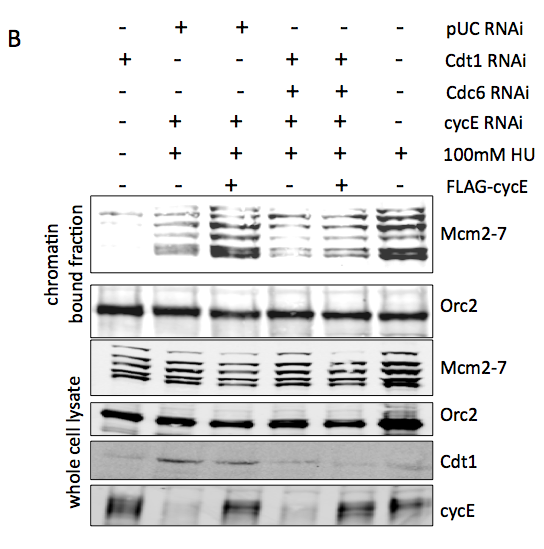 B
- + + - - - pUC RNAi
+ - - + + - Cdt1 RNAi
- - - + + - Cdc6 RNAi
- + + + + - cycE RNAi
- + + + + + 100mM HU
- - + - + - FLAG-cycE
chromatin
bound fraction
Mcm2-7
Orc2
whole cell lysate
Mcm2-7
Orc2
Cdt1
cycE